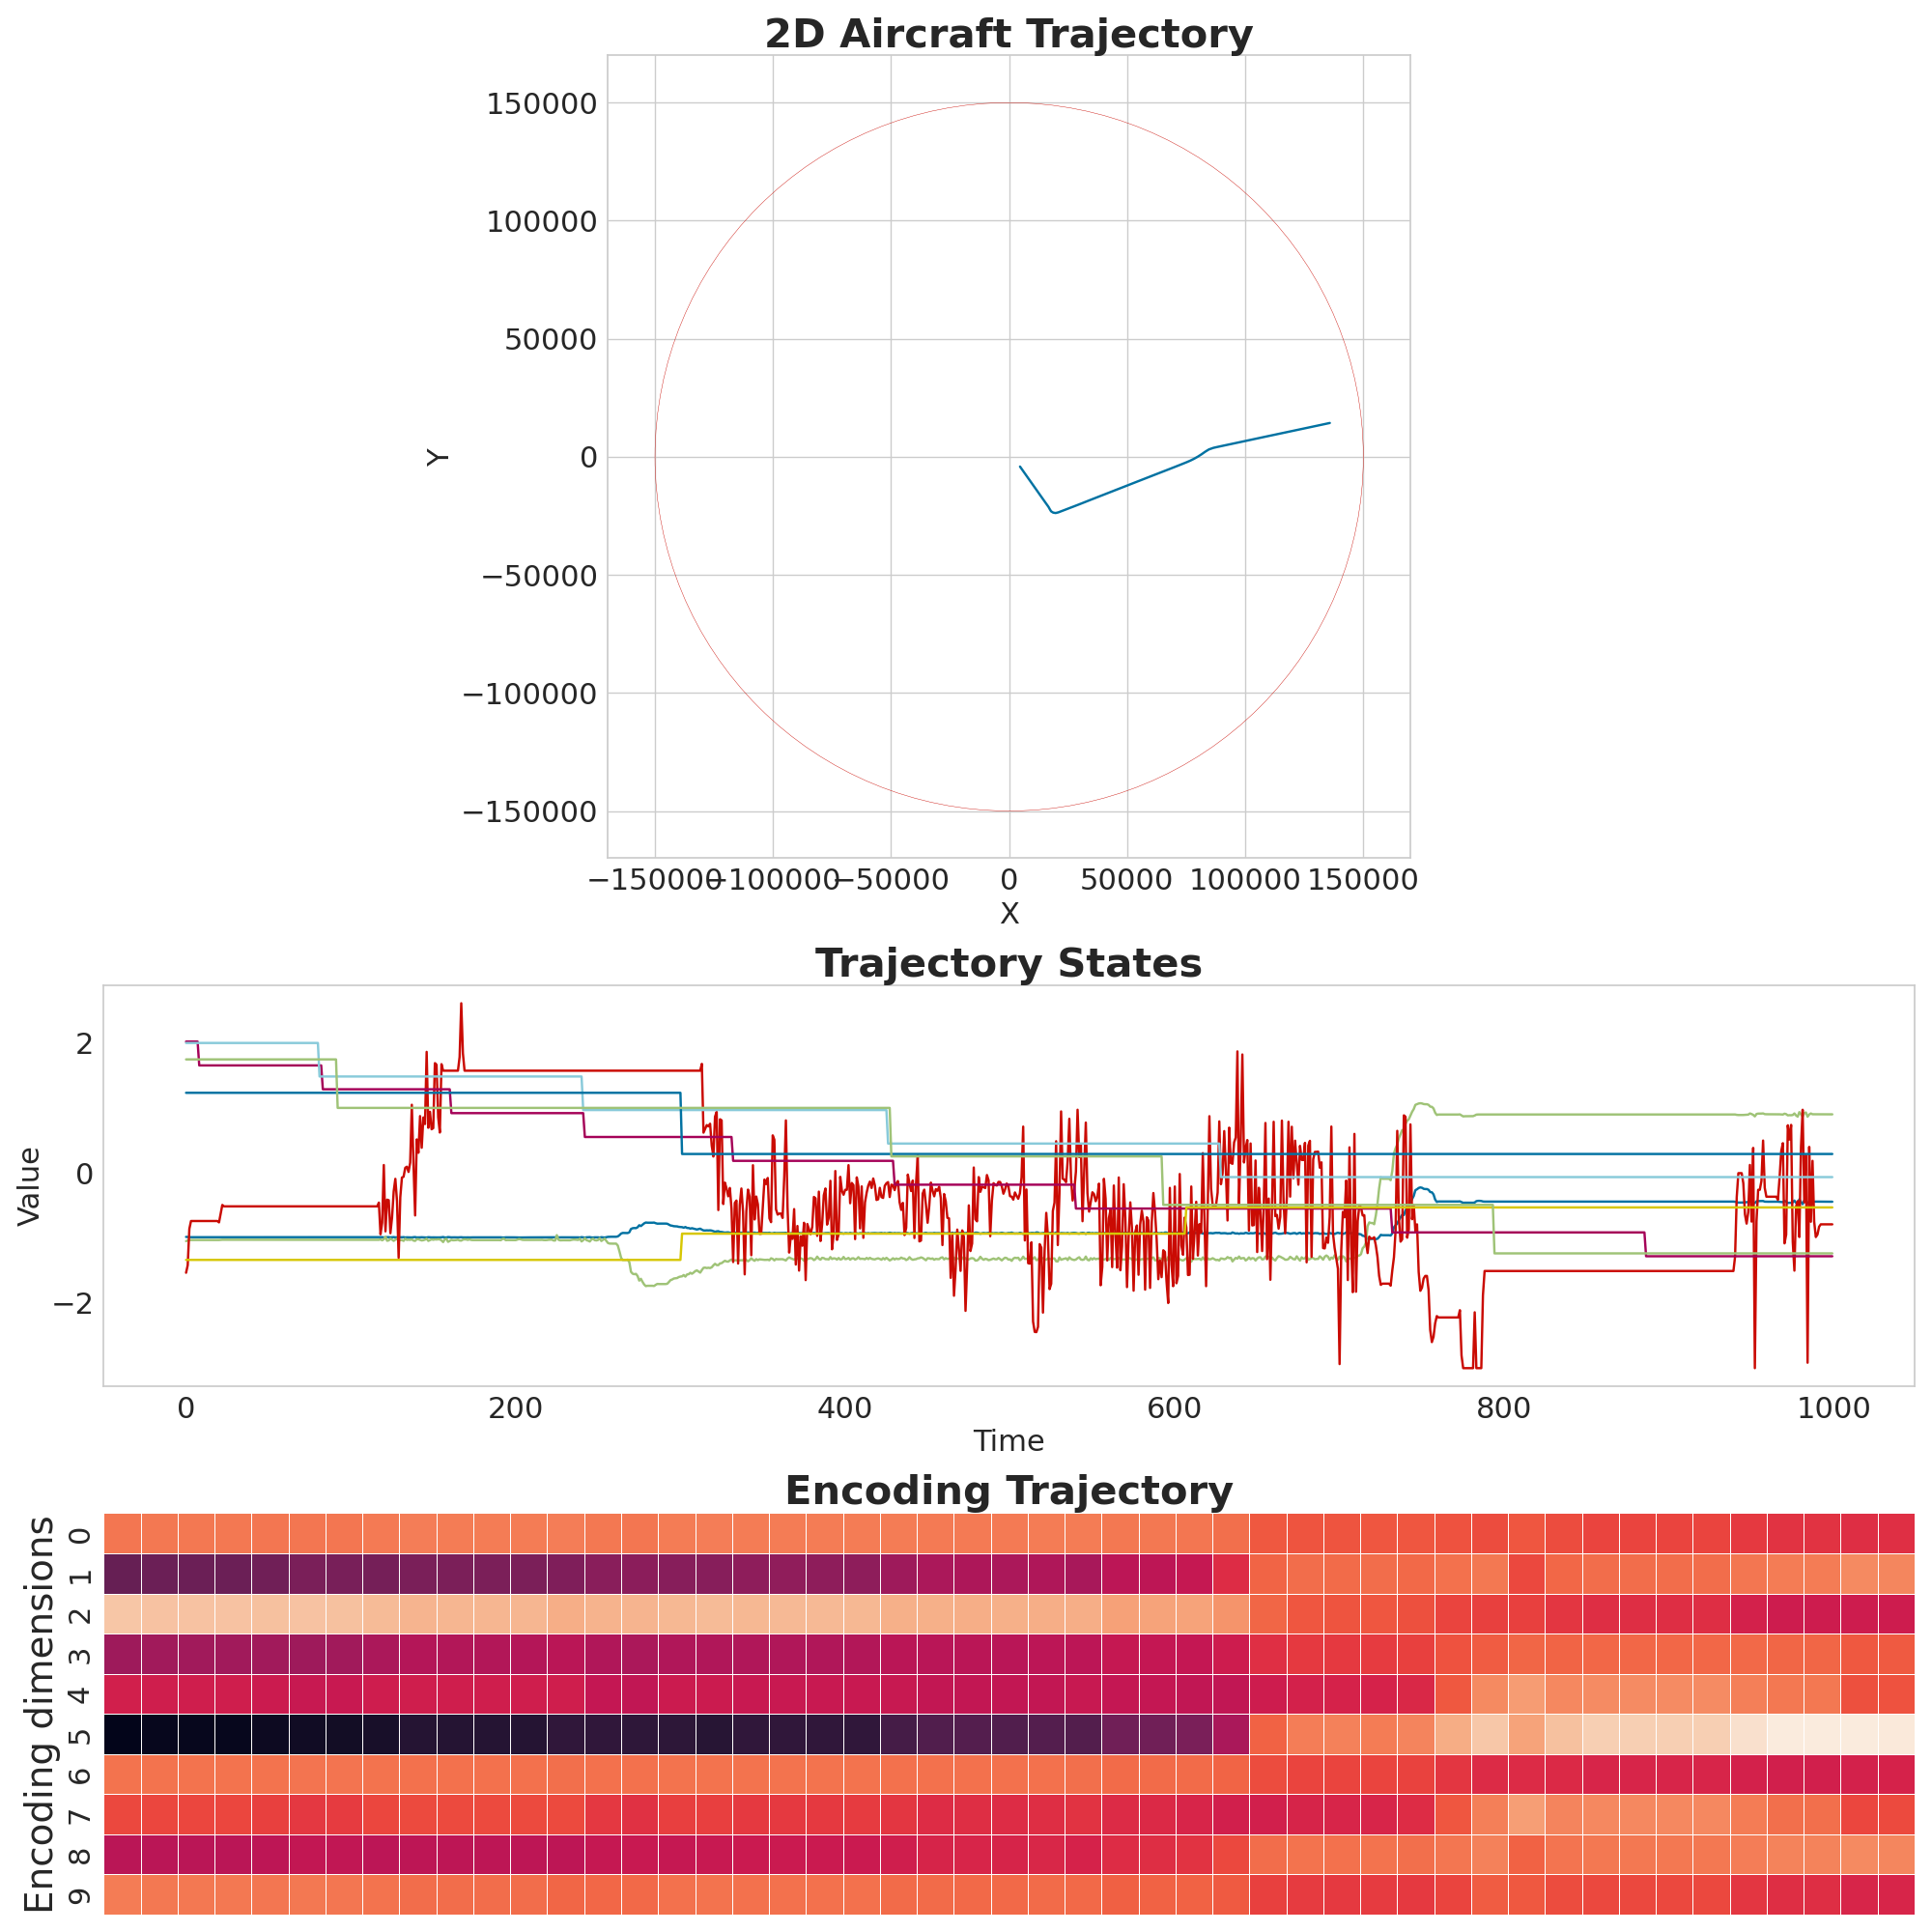 2D Aircraft Trajectory
150000
100000
50000
0
−50000
−100000
−150000
Y
−150000 −100000 −50000 0 50000 100000 150000
X
Trajectory States
2
0
−2
Value
0 200 400 600 800 1000
Time
Encoding Trajectory
0
1
2
3
4
5
6
7
8
9
Encoding dimensions